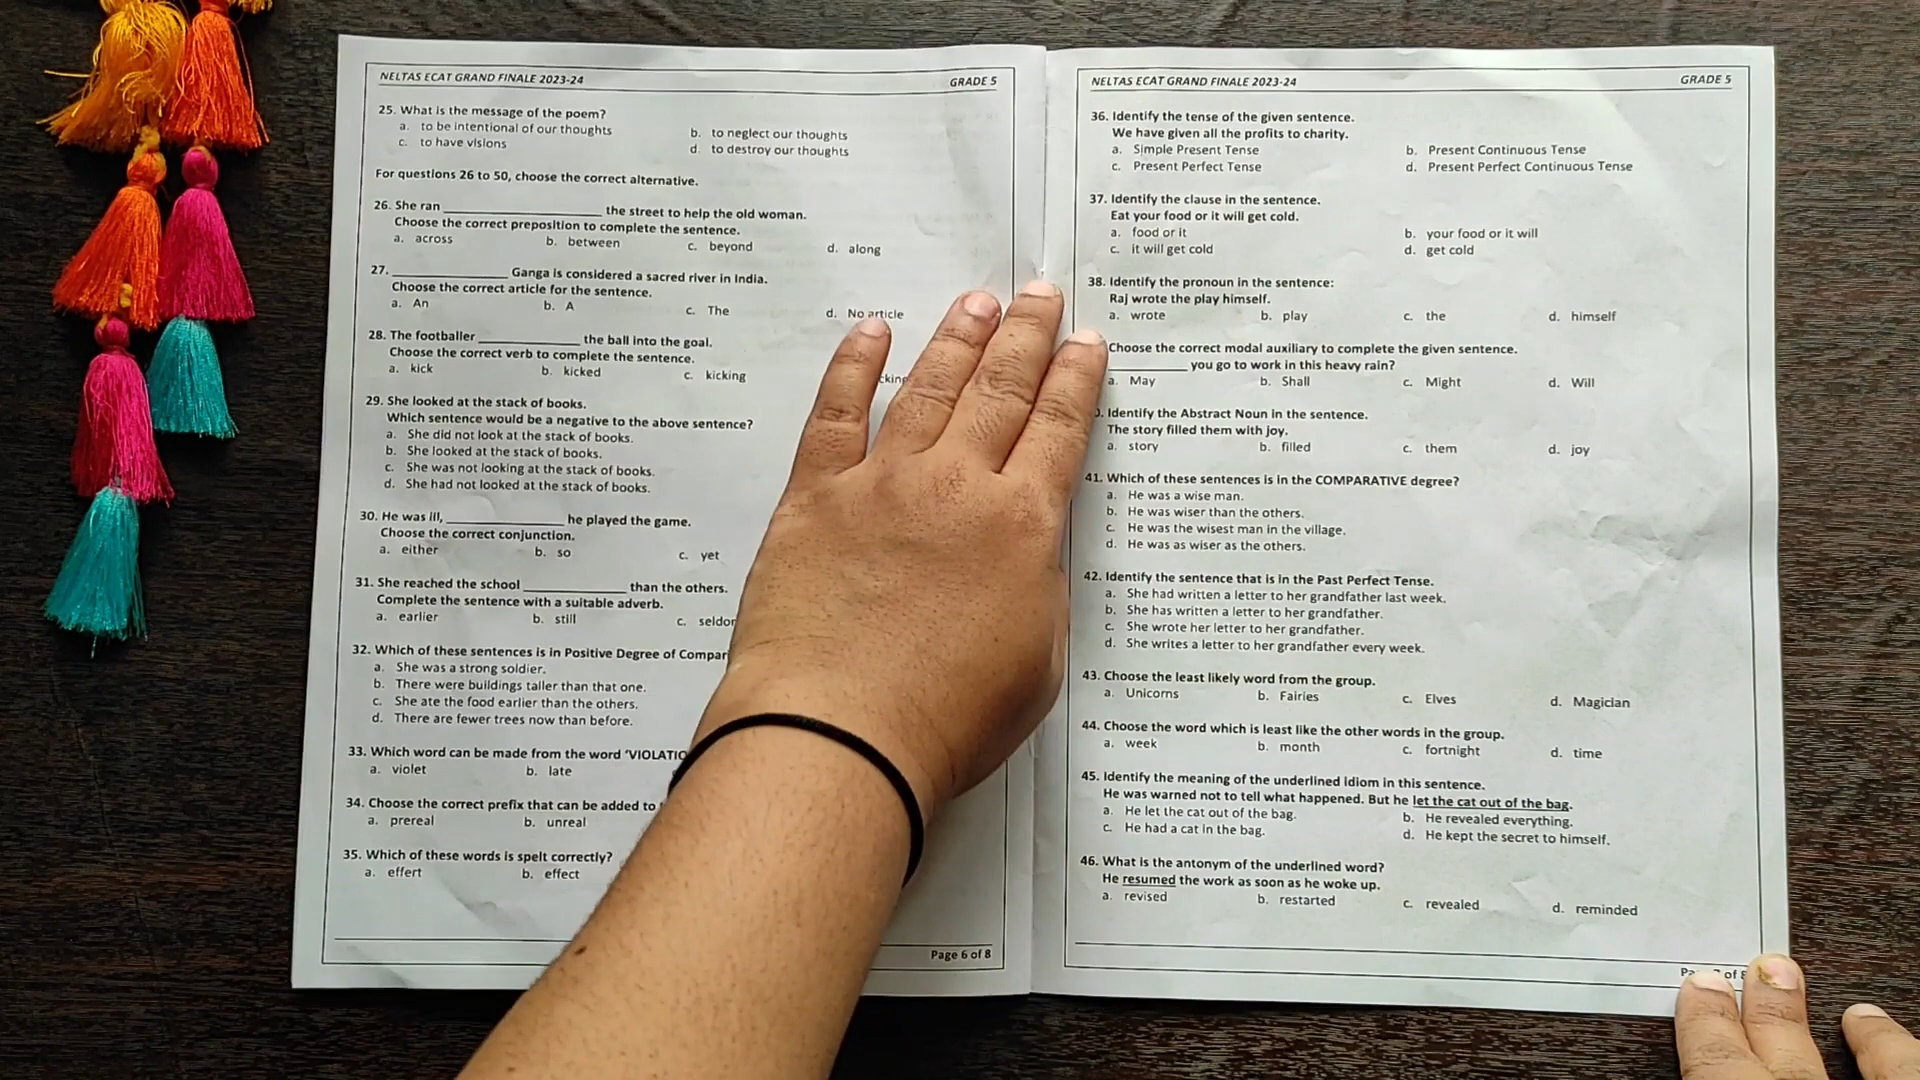 NELTAS ECAT GRAND FINALE 2023-24 GRADE 5
25. What is the message of the poem?
a. to be intentional of our thoughts b. to neglect our thoughts
c. to have visions d. to destroy our thoughts
For questions 26 to 50, choose the correct alternative.
26. She ran ____________ the street to help the old woman.
Choose the correct preposition to complete the sentence.
a. across b. between c. beyond d. along
27. ____________ Ganga is considered a sacred river in India.
Choose the correct article for the sentence.
a. An b. A c. The d. No article
28. The footballer ____________ the ball into the goal.
Choose the correct verb to complete the sentence.
a. kick b. kicked c. kicking
29. She looked at the stack of books.
Which sentence would be a negative to the above sentence?
a. She did not look at the stack of books.
b. She looked at the stack of books.
c. She was not looking at the stack of books.
d. She had not looked at the stack of books.
30. He was ill, ____________ he played the game.
Choose the correct conjunction.
a. either b. so c. yet
31. She reached the school ____________ than the others.
Complete the sentence with a suitable adverb.
a. earlier b. still c.
32. Which of these sentences is in Positive Degree of
a. She was a strong soldier.
b. There were buildings taller than that one.
c. She ate the food earlier than the others.
d. There are fewer trees now than before.
33. Which word can be made from the word
a. violet b. late
34. Choose the correct prefix that can be added to
a. prereal b. unreal
35. Which of these words is spelt correctly?
a. effert b. effect
Page 6 of 8
NELTAS ECAT GRAND FINALE 2023-24 GRADE 5
36. Identify the tense of the given sentence.
We have given all the profits to charity.
a. Simple Present Tense b. Present Continuous Tense
c. Present Perfect Tense d. Present Perfect Continuous Tense
37. Identify the clause in the sentence.
Eat your food or it will get cold.
a. food or it b. your food or it will
c. it will get cold d. get cold
38. Identify the pronoun in the sentence:
Raj wrote the play himself.
a. wrote b. play c. the d. himself
Choose the correct modal auxiliary to complete the given sentence.
____________ you go to work in this heavy rain?
a. May b. Shall c. Might d. Will
Identify the Abstract Noun in the sentence.
The story filled them with joy.
a. story b. filled c. them d. joy
41. Which of these sentences is in the COMPARATIVE degree?
a. He was a wise man.
b. He was wiser than the others.
c. He was the wisest man in the village.
d. He was as wiser as the others.
42. Identify the sentence that is in the Past Perfect Tense.
a. She had written a letter to her grandfather last week.
b. She has written a letter to her grandfather.
c. She wrote her letter to her grandfather.
d. She writes a letter to her grandfather every week.
43. Choose the least likely word from the group.
a. Unicorns b. Fairies c. Elves d. Magician
44. Choose the word which is least like the other words in the group.
a. week b. month c. fortnight d. time
45. Identify the meaning of the underlined idiom in this sentence.
He was warned not to tell what happened. But he let the cat out of the bag.
a. He let the cat out of the bag. b. He revealed everything.
c. He had a cat in the bag. d. He kept the secret to himself.
46. What is the antonym of the underlined word?
He resumed the work as soon as he woke up.
a. revised b. restarted c. revealed d. reminded
of 8